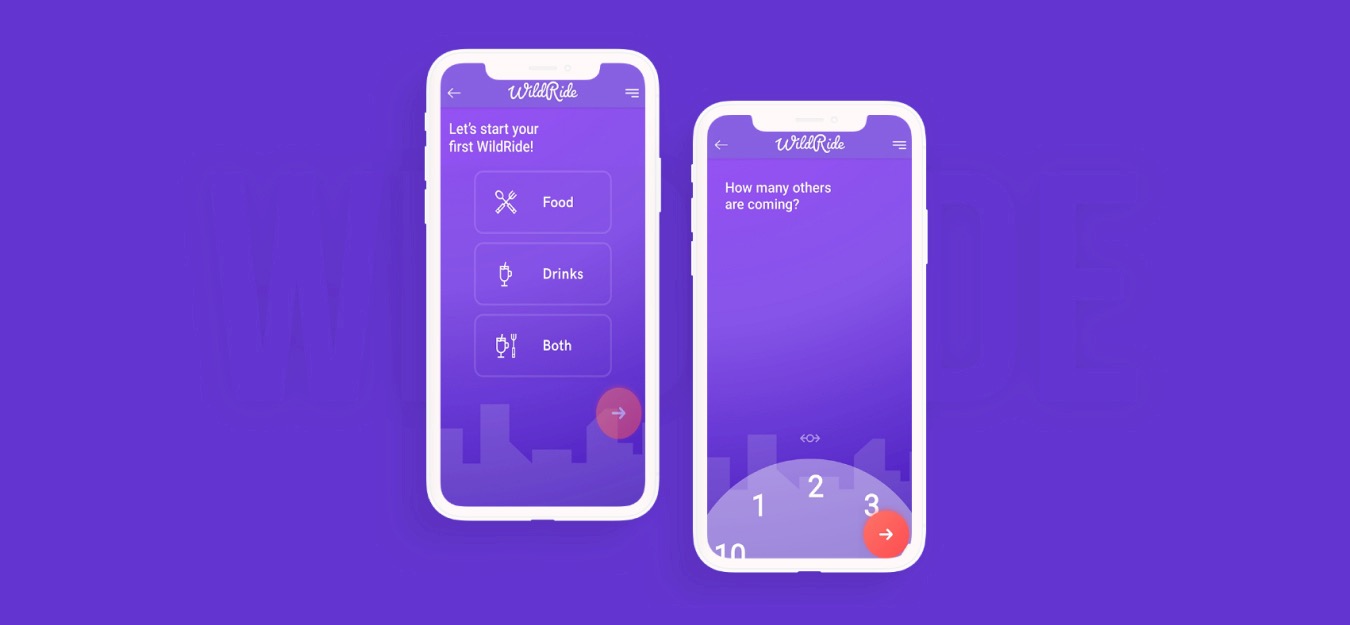 WILDRIDE
WildRide
Let's start your
first WildRide!
Food
Drinks
Both
WildRide
How many others
are coming?
1
2
3
10